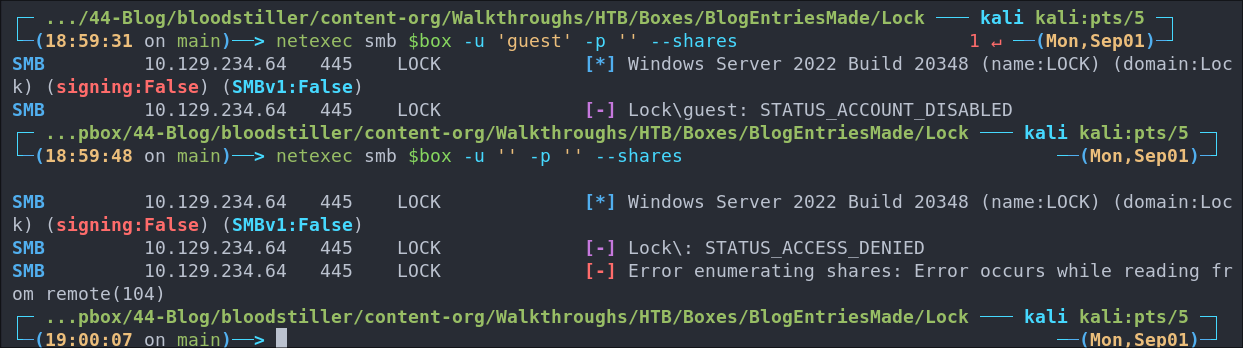 ┌─ .../44-Blog/bloodstiller/content-org/Walkthroughs/HTB/Boxes/BlogEntriesMade/Lock ─── kali kali:pts/5 ─┐
└─(18:59:31 on main)──> netexec smb $box -u 'guest' -p '' --shares 1 ↵ ──(Mon,Sep01)─┘
SMB 10.129.234.64 445 LOCK [*] Windows Server 2022 Build 20348 (name:LOCK) (domain:Loc
k) (signing:False) (SMBv1:False)
SMB 10.129.234.64 445 LOCK [-] Lock\guest: STATUS_ACCOUNT_DISABLED
┌─ ...pbox/44-Blog/bloodstiller/content-org/Walkthroughs/HTB/Boxes/BlogEntriesMade/Lock ─── kali kali:pts/5 ─┐
└─(18:59:48 on main)──> netexec smb $box -u '' -p '' --shares ──(Mon,Sep01)─┘
SMB 10.129.234.64 445 LOCK [*] Windows Server 2022 Build 20348 (name:LOCK) (domain:Loc
k) (signing:False) (SMBv1:False)
SMB 10.129.234.64 445 LOCK [-] Lock\: STATUS_ACCESS_DENIED
SMB 10.129.234.64 445 LOCK [-] Error enumerating shares: Error occurs while reading fr
om remote(104)
┌─ ...pbox/44-Blog/bloodstiller/content-org/Walkthroughs/HTB/Boxes/BlogEntriesMade/Lock ─── kali kali:pts/5 ─┐
└─(19:00:07 on main)──> ──(Mon,Sep01)─┘